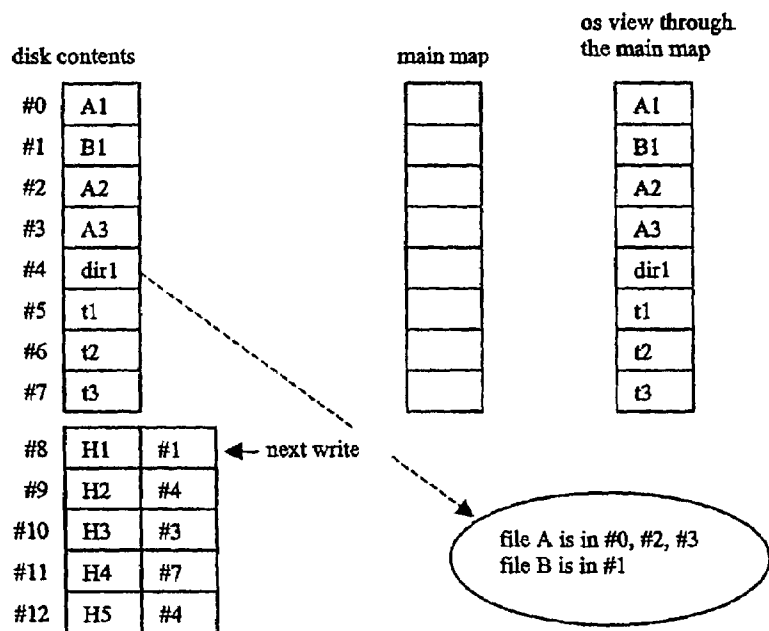 disk contents
main map
os view through
the main map
#0 A1 A1
#1 B1 B1
#2 A2 A2
#3 A3 A3
#4 dir1 dir1
#5 t1 t1
#6 t2 t2
#7 t3 t3
#8 H1 #1 next write
#9 H2 #4
#10 H3 #3
#11 H4 #7
#12 H5 #4
file A is in #0, #2, #3
file B is in #1